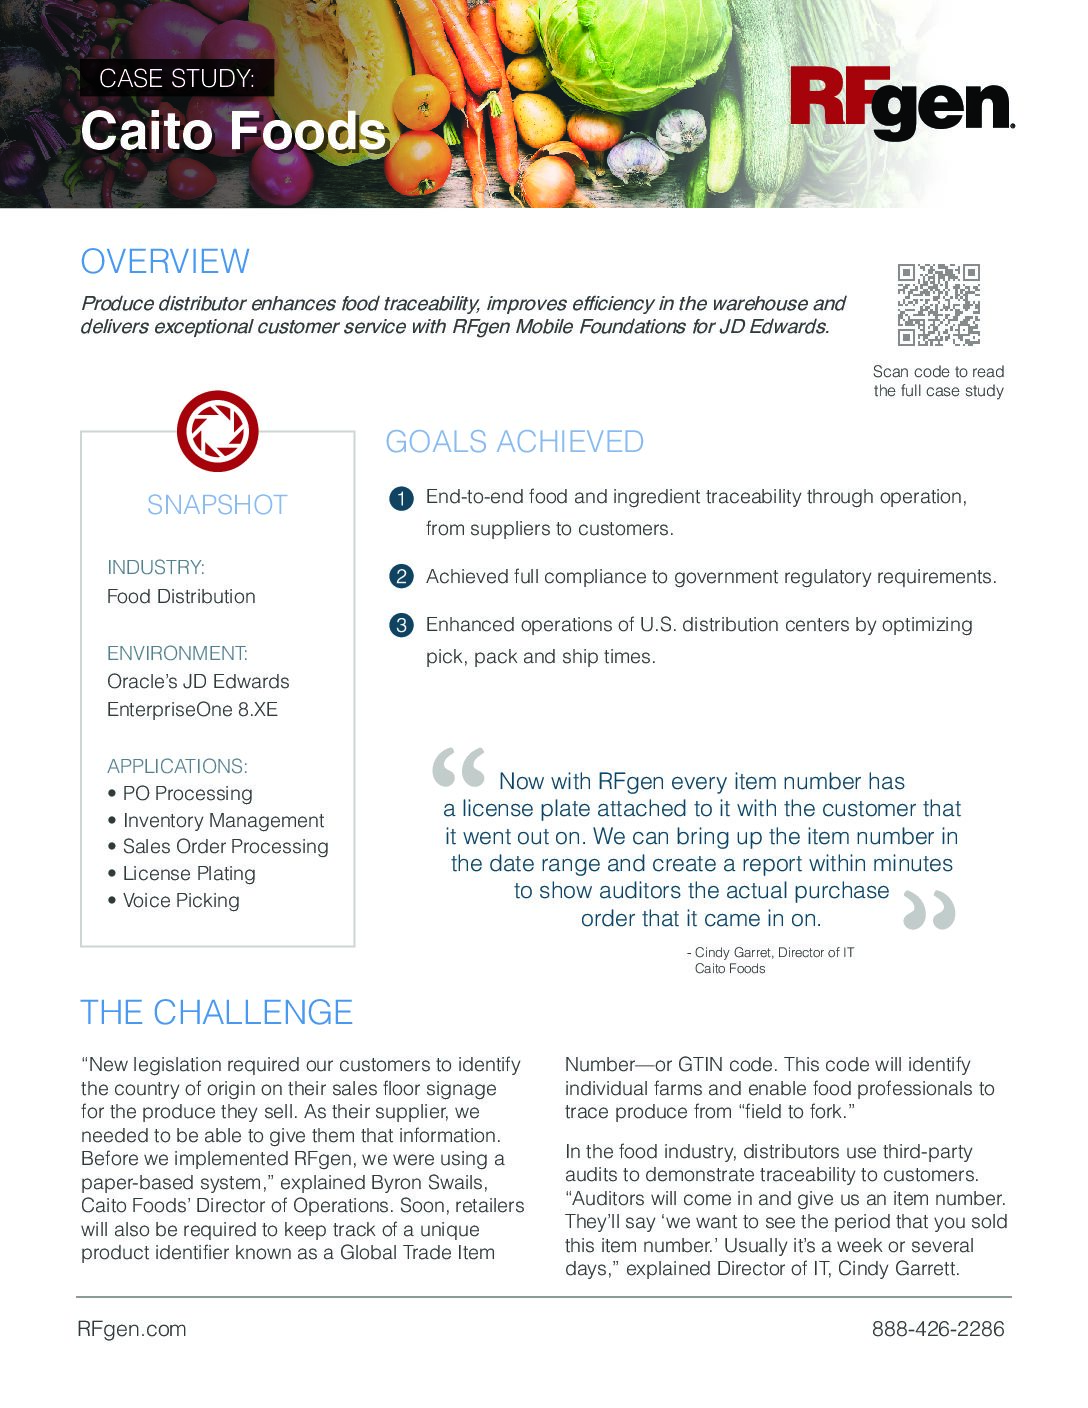 CASE STUDY:
Caito Foods
RFgen.
OVERVIEW
Produce distributor enhances food traceability, improves efficiency in the warehouse and
delivers exceptional customer service with RFgen Mobile Foundations for JD Edwards.
Scan code to read
the full case study
SNAPSHOT
INDUSTRY:
Food Distribution
ENVIRONMENT:
Oracle's JD Edwards
EnterpriseOne 8.XE
APPLICATIONS:
• PO Processing
• Inventory Management
• Sales Order Processing
• License Plating
• Voice Picking
GOALS ACHIEVED
1 End-to-end food and ingredient traceability through operation,
from suppliers to customers.
2 Achieved full compliance to government regulatory requirements.
3 Enhanced operations of U.S. distribution centers by optimizing
pick, pack and ship times.
“Now with RFgen every item number has
a license plate attached to it with the customer that
it went out on. We can bring up the item number in
the date range and create a report within minutes
to show auditors the actual purchase
order that it came in on.”
- Cindy Garret, Director of IT
Caito Foods
THE CHALLENGE
“New legislation required our customers to identify
the country of origin on their sales floor signage
for the produce they sell. As their supplier, we
needed to be able to give them that information.
Before we implemented RFgen, we were using a
paper-based system,” explained Byron Swails,
Caito Foods’ Director of Operations. Soon, retailers
will also be required to keep track of a unique
product identifier known as a Global Trade Item
Number—or GTIN code. This code will identify
individual farms and enable food professionals to
trace produce from “field to fork.”
In the food industry, distributors use third-party
audits to demonstrate traceability to customers.
“Auditors will come in and give us an item number.
They’ll say ‘we want to see the period that you sold
this item number.’ Usually it’s a week or several
days,” explained Director of IT, Cindy Garrett.
RFgen.com
888-426-2286